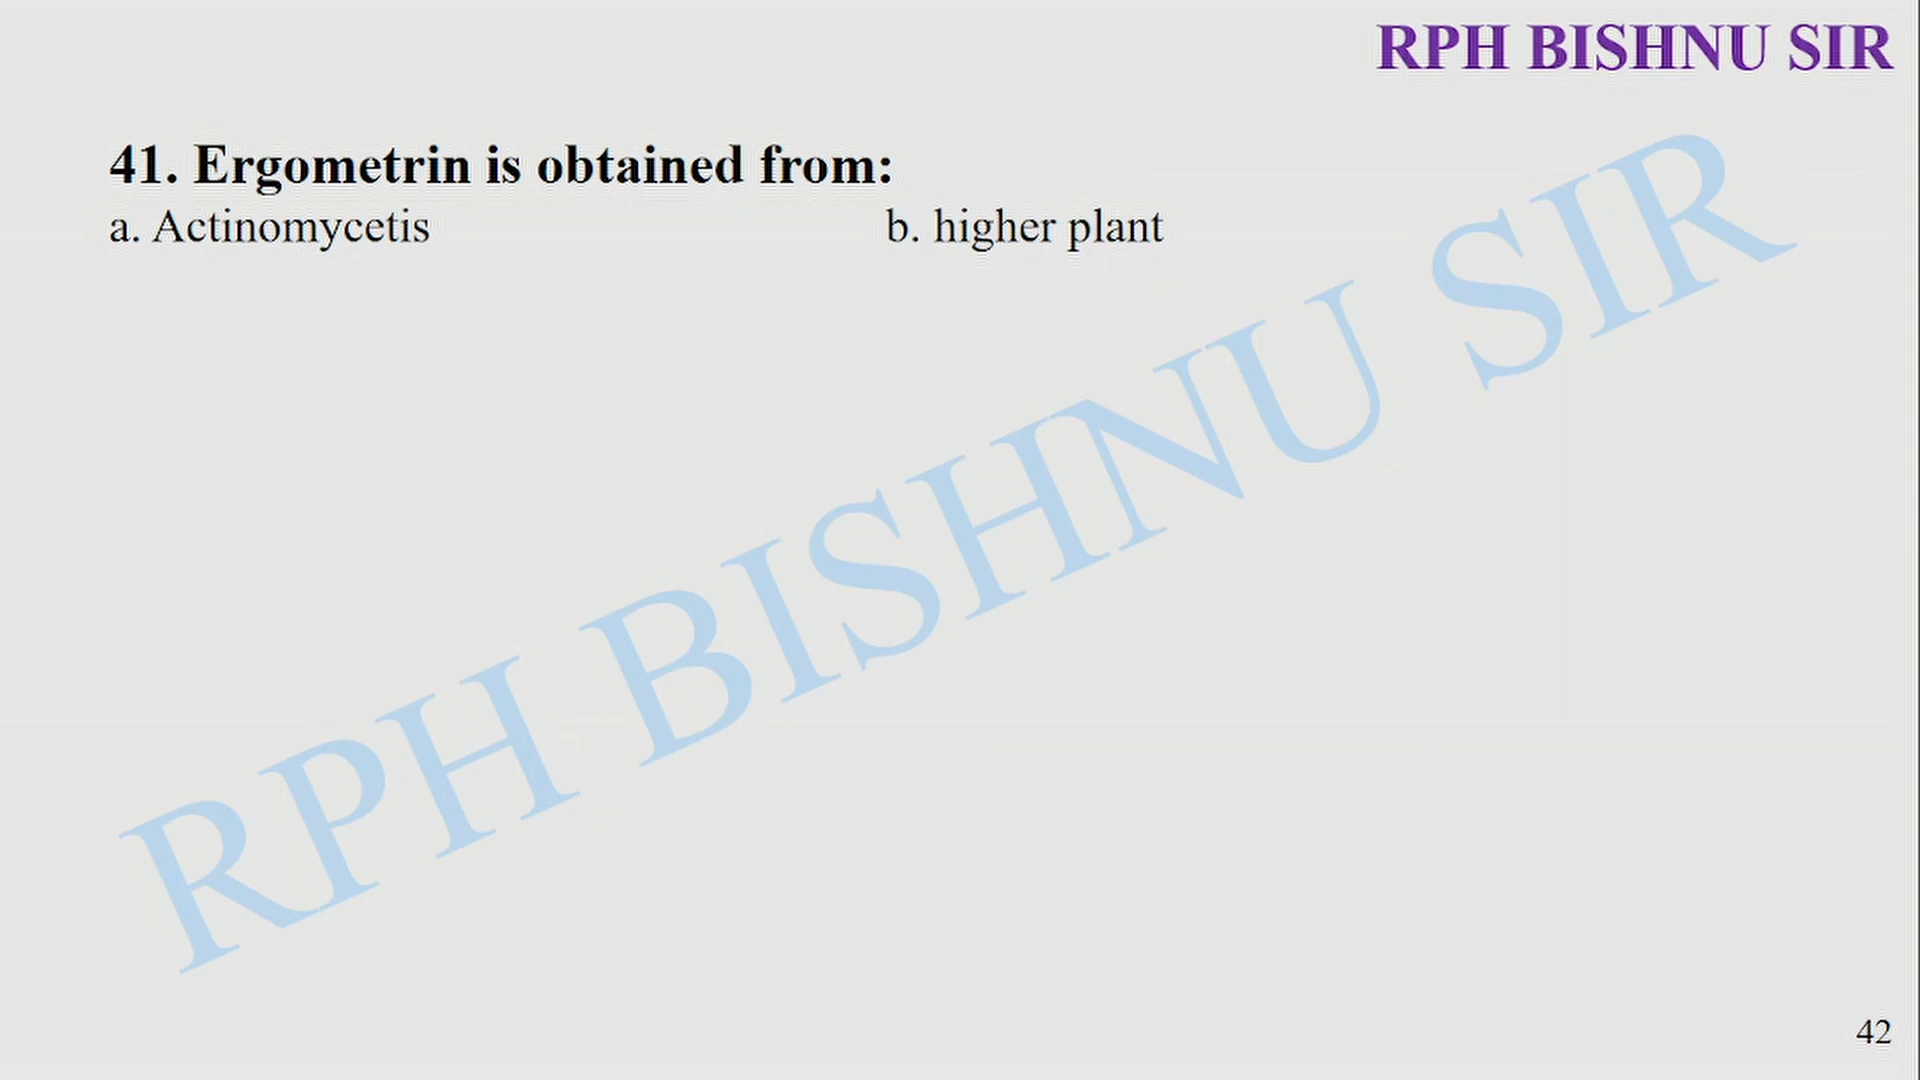 RPH BISHNU SIR
41. Ergometrin is obtained from:
a. Actinomycetis b. higher plant
RPH BISHNU SIR
42